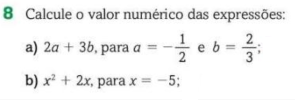 8 Calcule o valor numérico das expressões:
a) 2a + 3b, para a = −1/2 e b = 2/3;
b) x² + 2x, para x = −5;